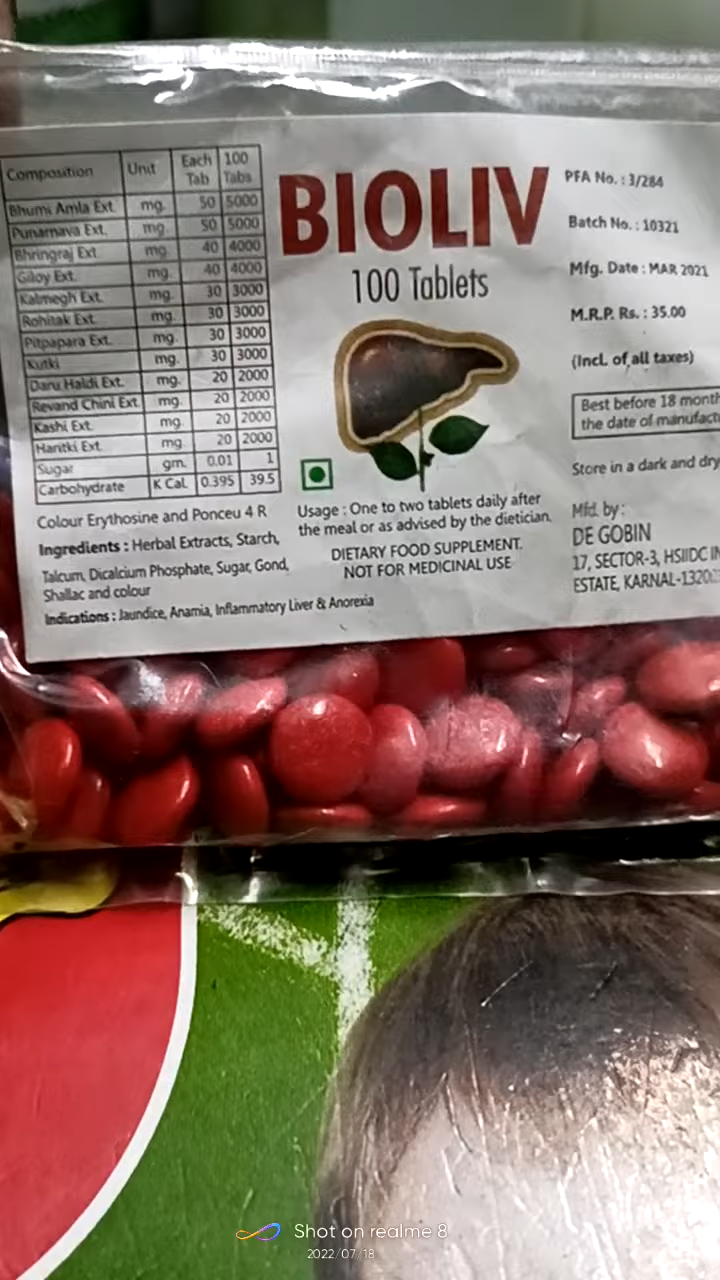 Composition Unit Each Tab 100 Tabs
Bhumi Amla Ext. mg. 50 5000
Punarnava Ext. mg. 50 5000
Bhringraj Ext. mg. 40 4000
Giloy Ext. mg. 40 4000
Kalmegh Ext. mg. 30 3000
Rohitak Ext. mg. 30 3000
Pitpapara Ext. mg. 30 3000
Kutki mg. 30 3000
Daru Haldi Ext. mg. 20 2000
Revand Chini Ext. mg. 20 2000
Kashi Ext. mg. 20 2000
Haritki Ext. mg 20 2000
Sugar gm. 0.01 1
Carbohydrate K Cal. 0.395 39.5
Colour Erythosine and Ponceu 4 R
Ingredients : Herbal Extracts, Starch,
Talcum, Dicalcium Phosphate, Sugar, Gond,
Shallac and colour
Indications : Jaundice, Anamia, Inflammatory Liver & Anorexia
BIOLIV
100 Tablets
Usage : One to two tablets daily after
the meal or as advised by the dietician.
DIETARY FOOD SUPPLEMENT.
NOT FOR MEDICINAL USE
PFA No. : 3/284
Batch No. : 10321
Mfg. Date : MAR 2021
M.R.P. Rs. : 35.00
(Incl. of all taxes)
Best before 18 month
the date of manufact
Store in a dark and dry
Mfd. by :
DE GOBIN
17, SECTOR-3, HSIIDC IN
ESTATE, KARNAL-1320
Shot on realme 8
2022/07/18